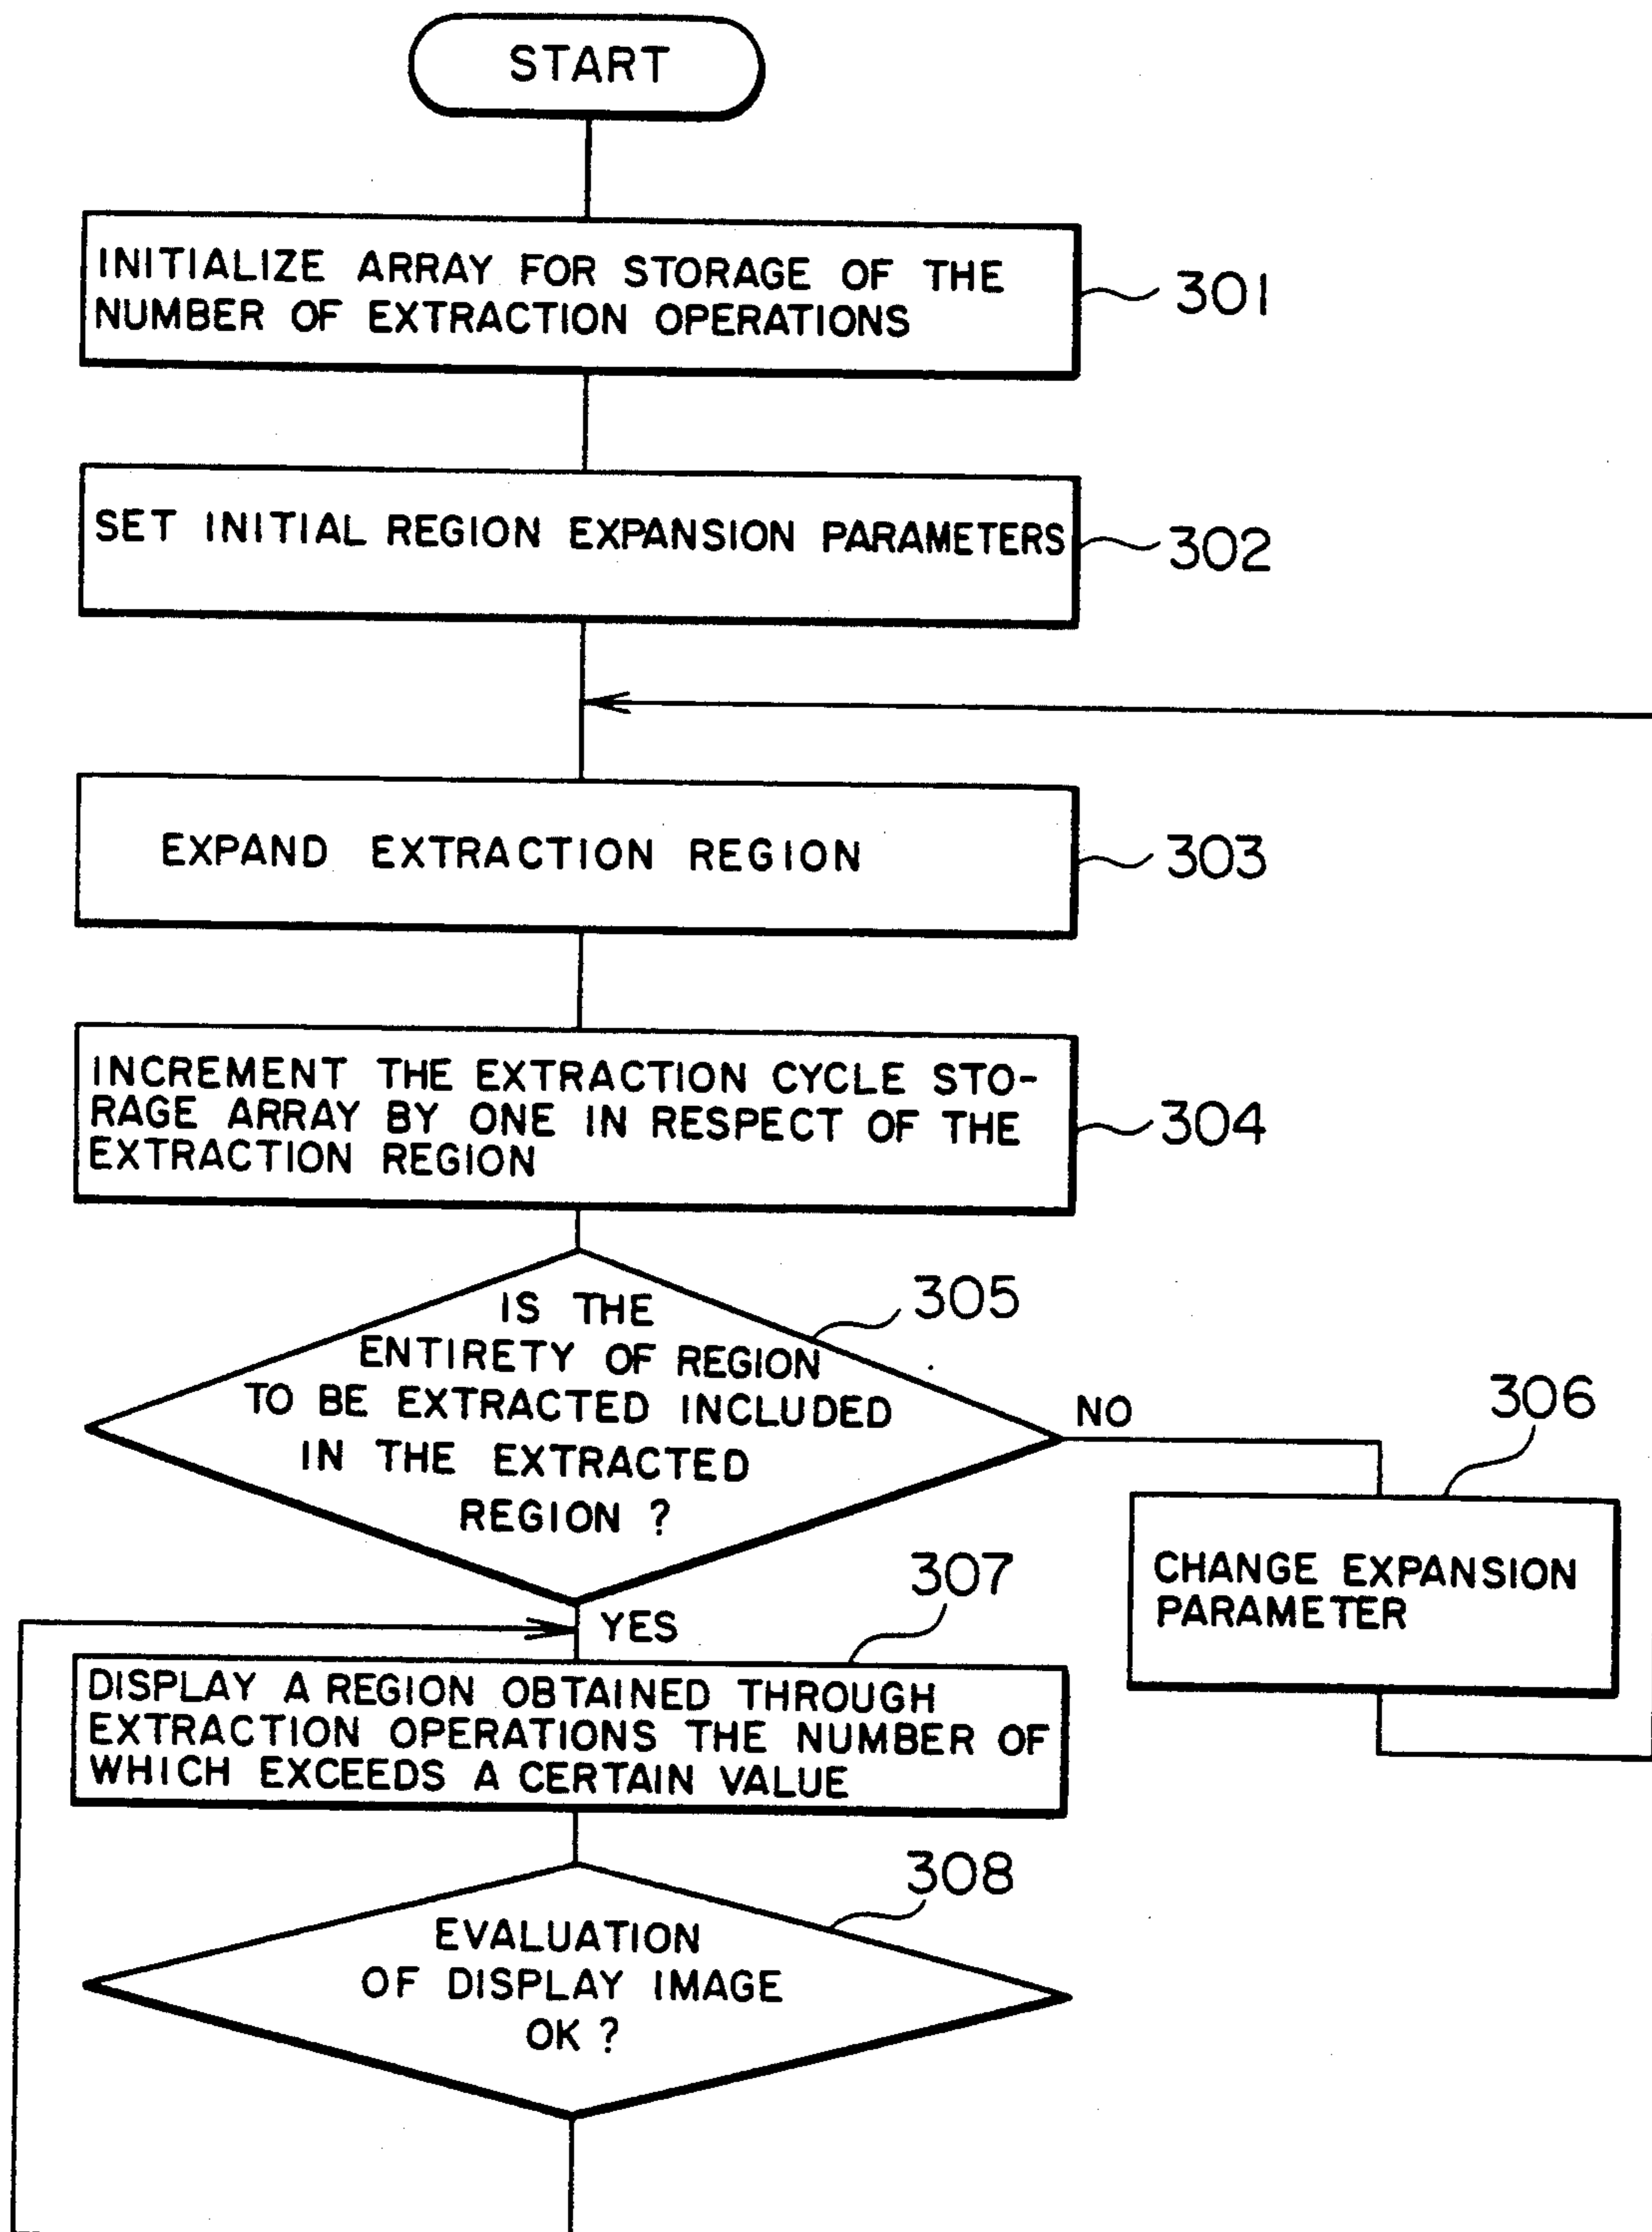 START
INITIALIZE ARRAY FOR STORAGE OF THE
NUMBER OF EXTRACTION OPERATIONS
301
SET INITIAL REGION EXPANSION PARAMETERS
302
EXPAND EXTRACTION REGION
303
INCREMENT THE EXTRACTION CYCLE STO-
RAGE ARRAY BY ONE IN RESPECT OF THE
EXTRACTION REGION
304
305
IS THE
ENTIRETY OF REGION
TO BE EXTRACTED INCLUDED
IN THE EXTRACTED
REGION ?
NO
306
CHANGE EXPANSION
PARAMETER
YES
307
DISPLAY A REGION OBTAINED THROUGH
EXTRACTION OPERATIONS THE NUMBER OF
WHICH EXCEEDS A CERTAIN VALUE
308
EVALUATION
OF DISPLAY IMAGE
OK ?